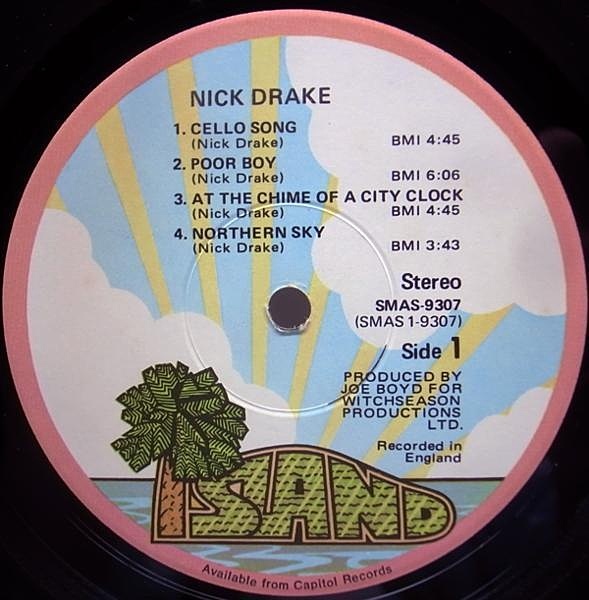 NICK DRAKE
1. CELLO SONG
(Nick Drake) BMI 4:45
2. POOR BOY
(Nick Drake) BMI 6:06
3. AT THE CHIME OF A CITY CLOCK
(Nick Drake) BMI 4:45
4. NORTHERN SKY
(Nick Drake) BMI 3:43
Stereo
SMAS-9307
(SMAS 1-9307)
Side 1
PRODUCED BY
JOE BOYD FOR
WITCHSEASON
PRODUCTIONS
LTD.
Recorded in
England
ISLAND
Available from Capitol Records